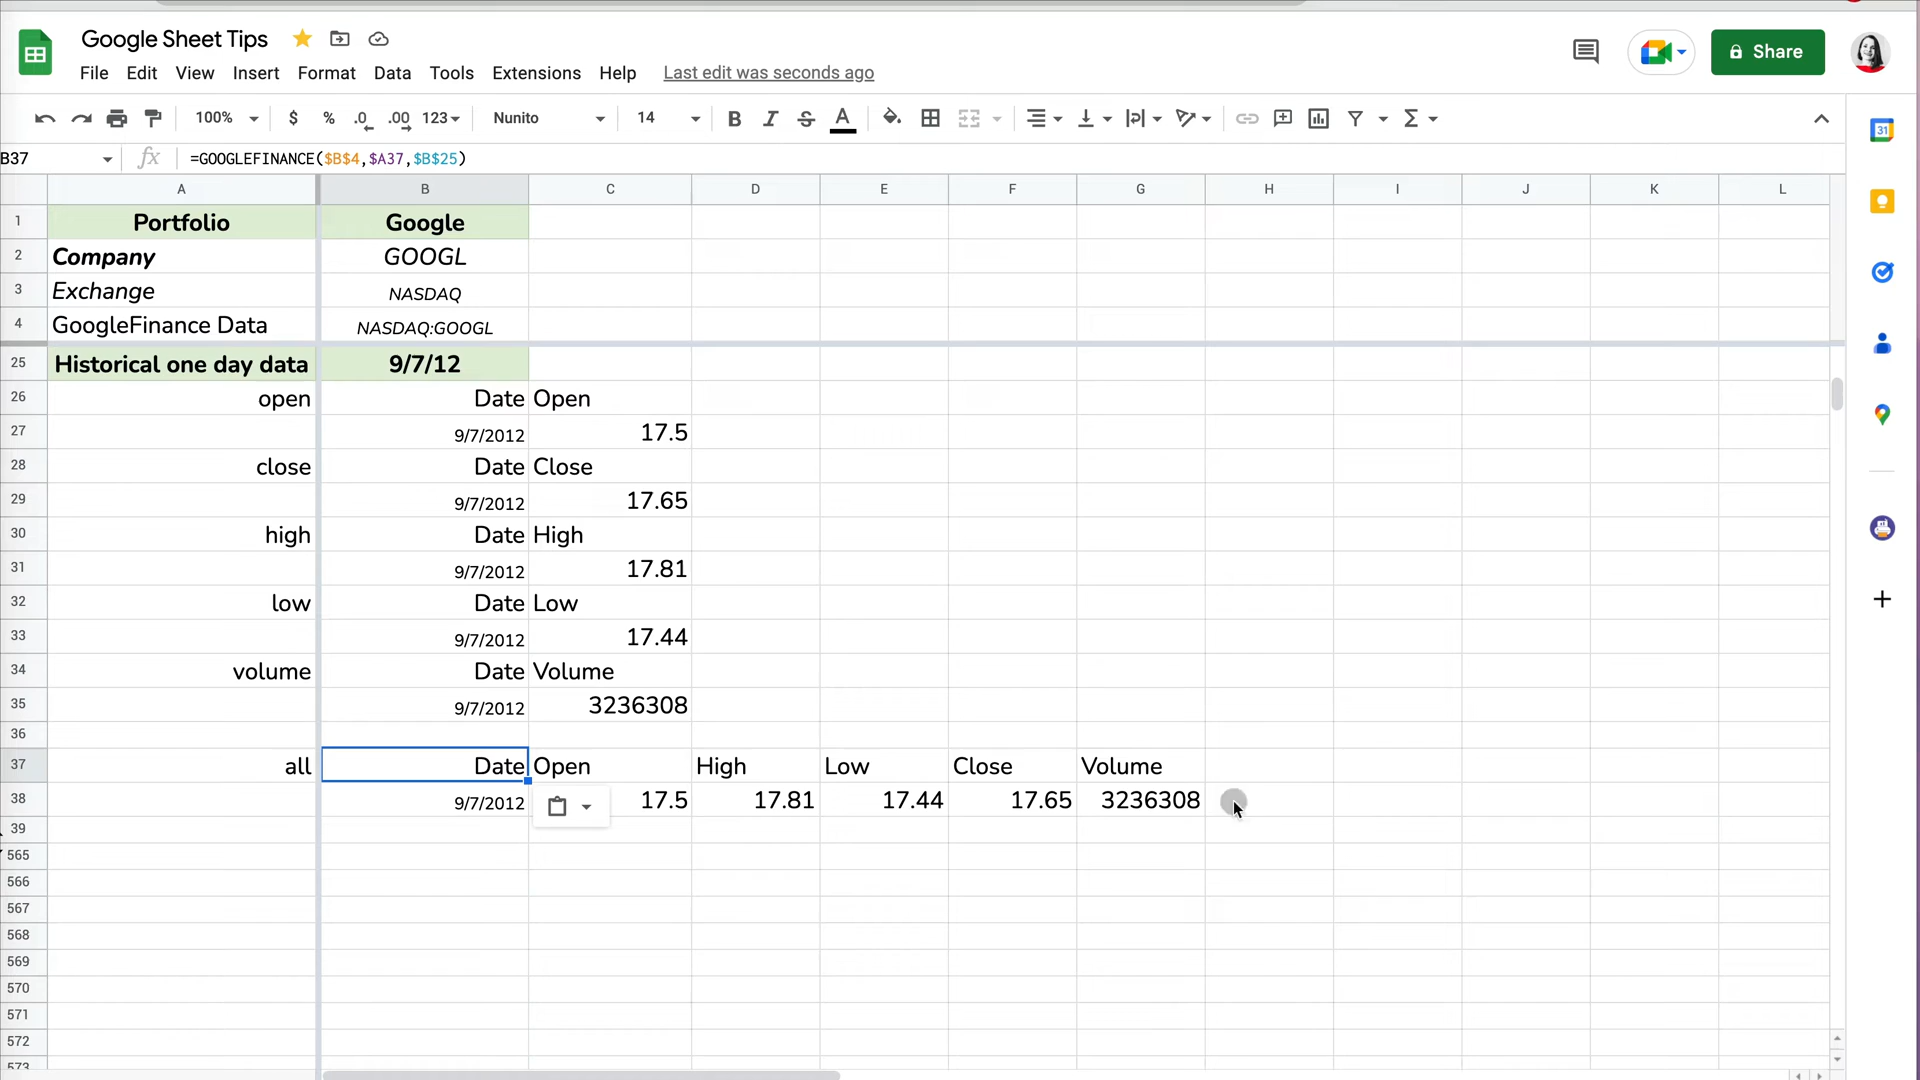 Google Sheet Tips
File Edit View Insert Format Data Tools Extensions Help Last edit was seconds ago
Share
100% $ % .0 .00 123 Nunito 14 B I S A
B37 fx =GOOGLEFINANCE($B$4,$A37,$B$25)
A B C D E F G H I J K L
1 Portfolio Google
2 Company GOOGL
3 Exchange NASDAQ
4 GoogleFinance Data NASDAQ:GOOGL
25 Historical one day data 9/7/12
26 open Date Open
27 9/7/2012 17.5
28 close Date Close
29 9/7/2012 17.65
30 high Date High
31 9/7/2012 17.81
32 low Date Low
33 9/7/2012 17.44
34 volume Date Volume
35 9/7/2012 3236308
36
37 all Date Open High Low Close Volume
38 9/7/2012 17.5 17.81 17.44 17.65 3236308
39
565
566
567
568
569
570
571
572
573
31